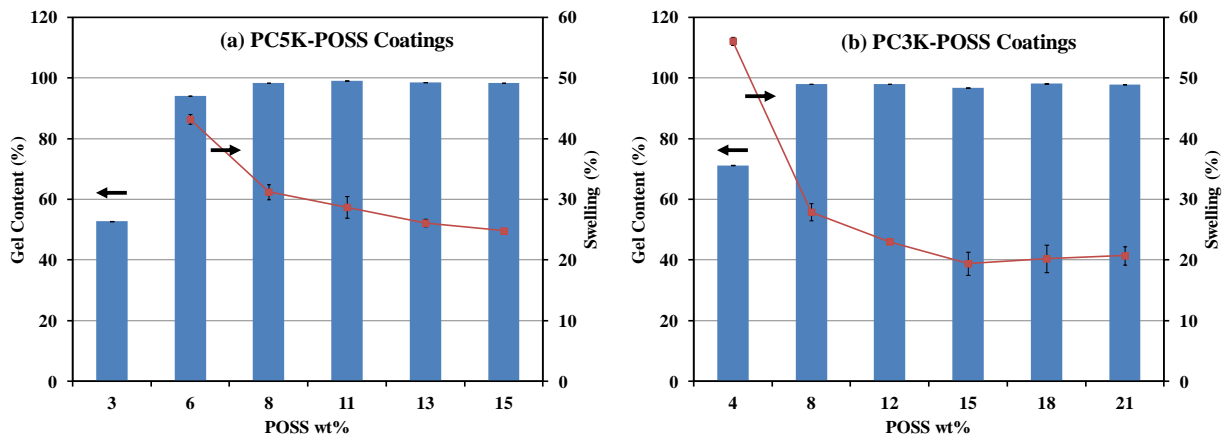 (a) PC5K-POSS Coatings
120
100
80
60
40
20
0
Gel Content (%)
60
50
40
30
20
10
0
Swelling (%)
3 6 8 11 13 15
POSS wt%
(b) PC3K-POSS Coatings
120
100
80
60
40
20
0
Gel Content (%)
60
50
40
30
20
10
0
Swelling (%)
4 8 12 15 18 21
POSS wt%